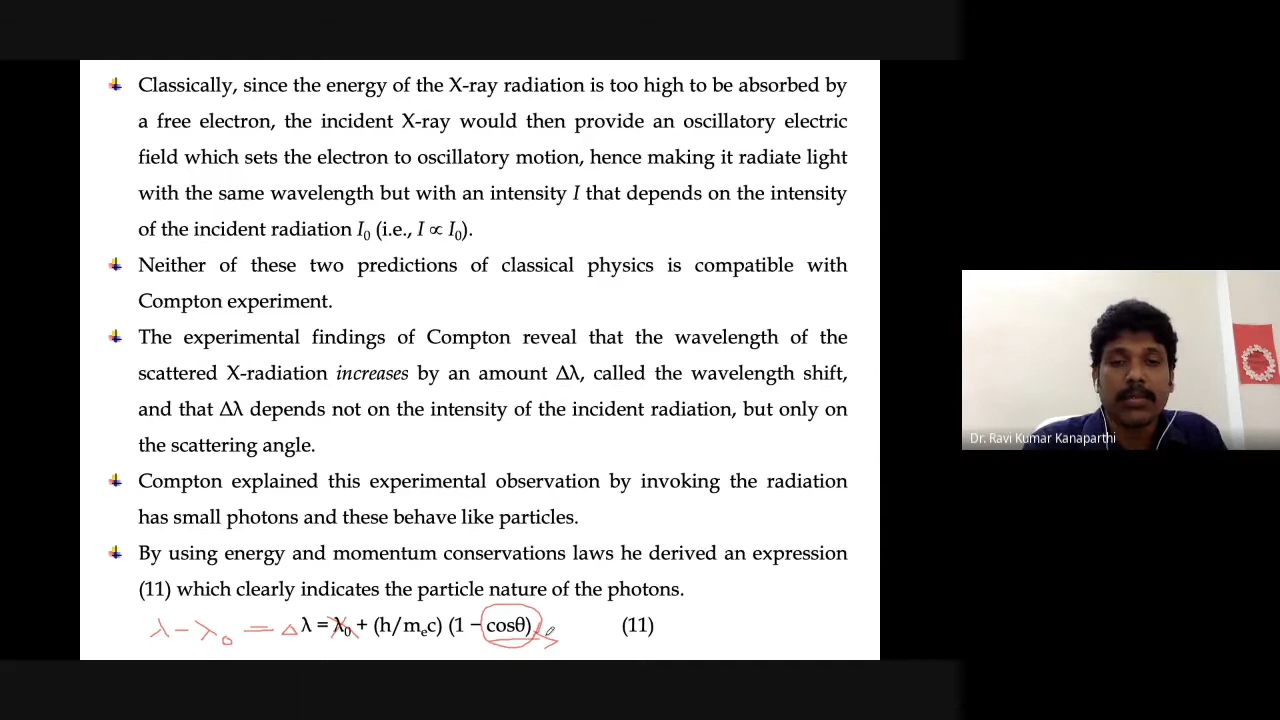 Classically, since the energy of the X-ray radiation is too high to be absorbed by
a free electron, the incident X-ray would then provide an oscillatory electric
field which sets the electron to oscillatory motion, hence making it radiate light
with the same wavelength but with an intensity I that depends on the intensity
of the incident radiation I₀ (i.e., I ∝ I₀).
Neither of these two predictions of classical physics is compatible with
Compton experiment.
The experimental findings of Compton reveal that the wavelength of the
scattered X-radiation increases by an amount Δλ, called the wavelength shift,
and that Δλ depends not on the intensity of the incident radiation, but only on
the scattering angle.
Compton explained this experimental observation by invoking the radiation
has small photons and these behave like particles.
By using energy and momentum conservations laws he derived an expression
(11) which clearly indicates the particle nature of the photons.
λ - λ₀ = Δ λ = λ₀ + (h/mₑc) (1 − cosθ) (11)
Dr. Ravi Kumar Kanaparthi